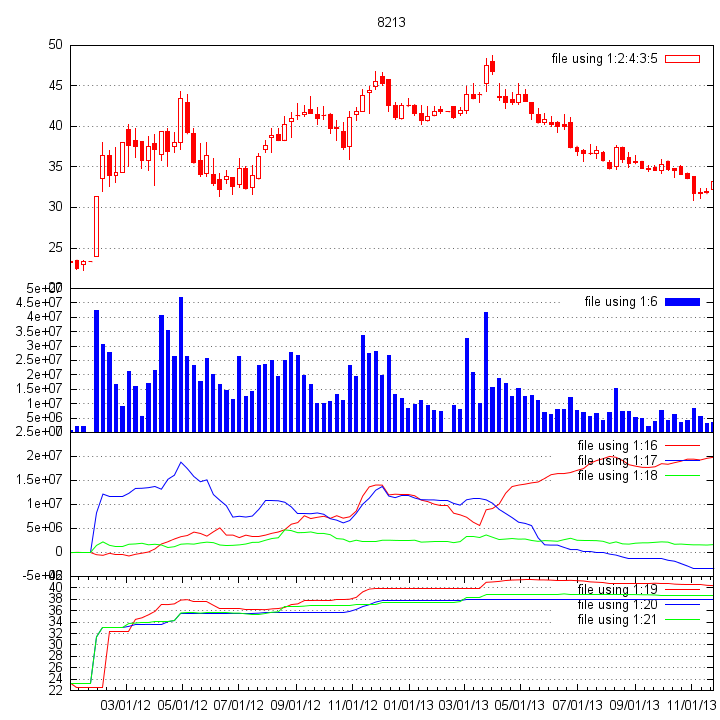 8213
50
file using 1:2:4:3:5
45
40
35
30
25
5e+07
file using 1:6
4.5e+07
4e+07
3.5e+07
3e+07
2.5e+07
2e+07
1.5e+07
1e+07
5e+06
2.5e+07
file using 1:16
2e+07
file using 1:17
1.5e+07
file using 1:18
1e+07
5e+06
0
-5e+06
40
file using 1:19
38
file using 1:20
36
file using 1:21
34
32
30
28
26
24
22
03/01/12 05/01/12 07/01/12 09/01/12 11/01/12 01/01/13 03/01/13 05/01/13 07/01/13 09/01/13 11/01/13